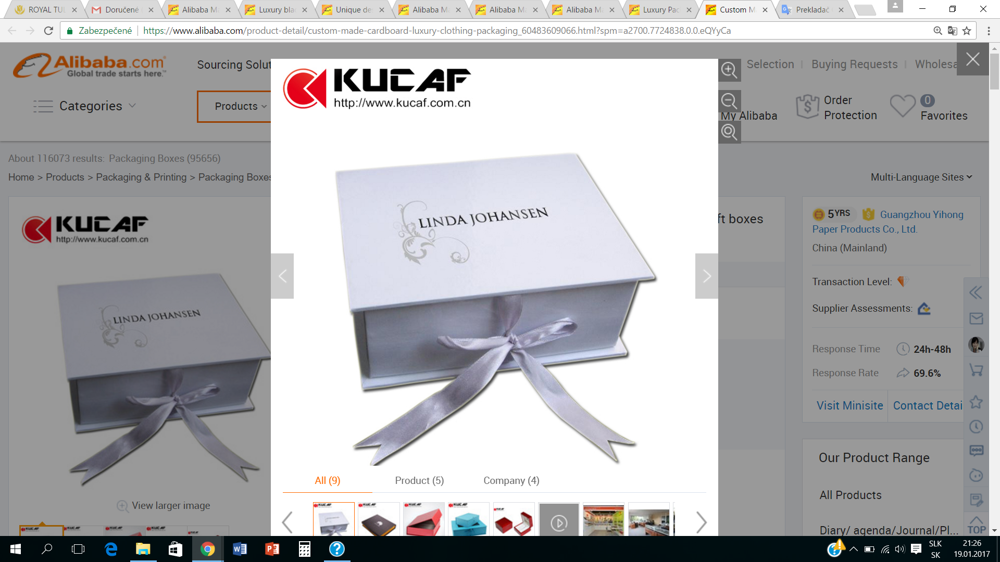 ROYAL TUL
Doručené
Alibaba Ma
Luxury bla
Unique de
Alibaba Ma
Alibaba Ma
Alibaba Ma
Luxury Pac
Custom M
Prekladač
Zabezpečené
https://www.alibaba.com/product-detail/custom-made-cardboard-luxury-clothing-packaging_60483609066.html?spm=a2700.7724838.0.0.eQYyCa
Alibaba.com
Global trade starts here.™
Sourcing Solut
Selection
Buying Requests
Wholesa
Categories
Products
My Alibaba
Order
Protection
0
Favorites
About 116073 results: Packaging Boxes (95656)
Home > Products > Packaging & Printing > Packaging Boxes
Multi-Language Sites
KUCAF
http://www.kucaf.com.cn
LINDA JOHANSEN
View larger image
KUCAF
http://www.kucaf.com.cn
LINDA JOHANSEN
All (9)
Product (5)
Company (4)
ft boxes
5 YRS
Guangzhou Yihong
Paper Products Co., Ltd.
China (Mainland)
Transaction Level:
Supplier Assessments:
Response Time 24h-48h
Response Rate 69.6%
Visit Minisite
Contact Detai
Our Product Range
All Products
Diary/ agenda/Journal/Pl...
TOP
SLK
SK
21:26
19.01.2017